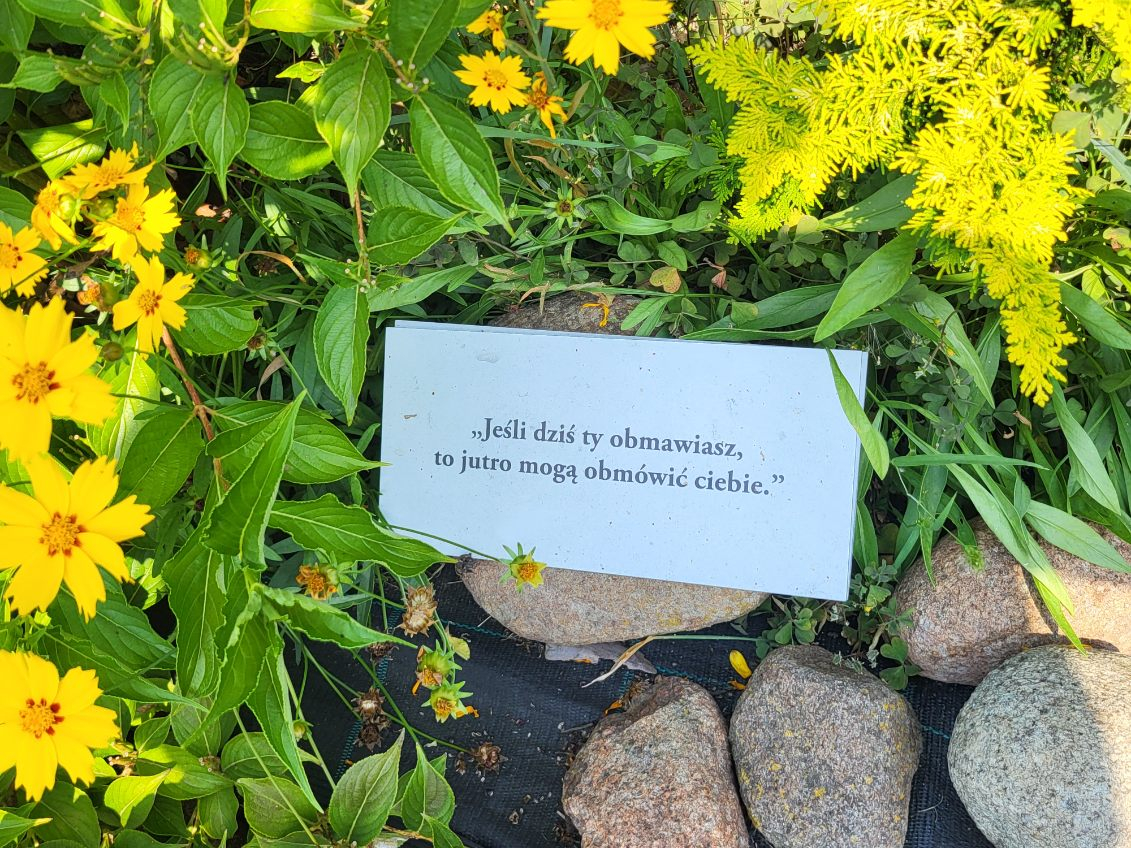 „Jeśli dziś ty obmawiasz,
to jutro mogą obmówić ciebie.”